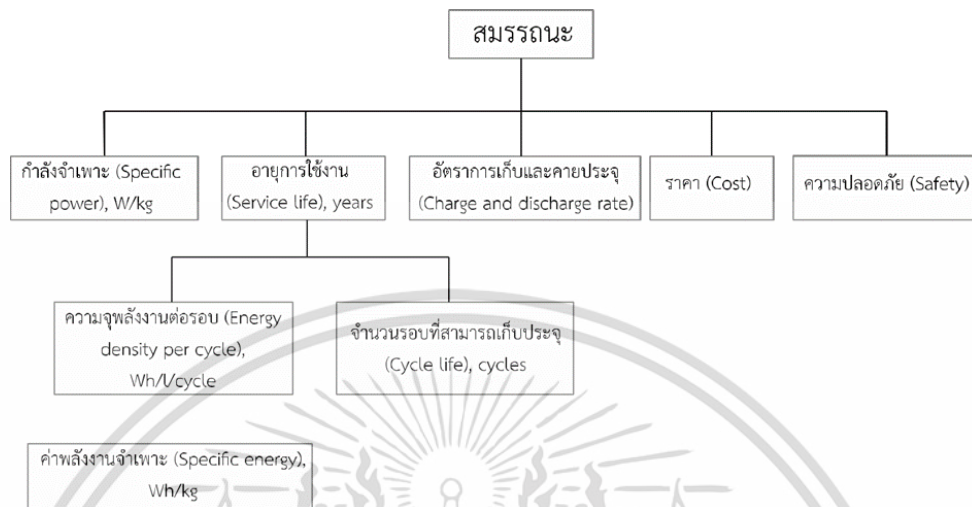 สมรรถนะ
กำลังจำเพาะ (Specific
power), W/kg
อายุการใช้งาน
(Service life), years
อัตราการเก็บและคายประจุ
(Charge and discharge rate)
ราคา (Cost)
ความปลอดภัย (Safety)
ความจุพลังงานต่อรอบ (Energy
density per cycle),
Wh/l/cycle
จำนวนรอบที่สามารถเก็บประจุ
(Cycle life), cycles
ค่าพลังงานจำเพาะ (Specific energy),
Wh/kg